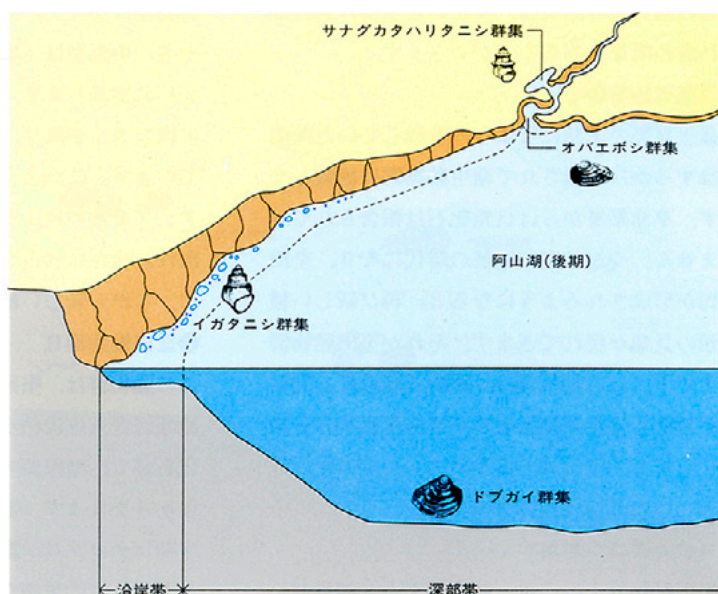 サナグカタハリタニシ群集
オバエボシ群集
阿山湖(後期)
イガタニシ群集
ドブガイ群集
沿岸帯
深部帯